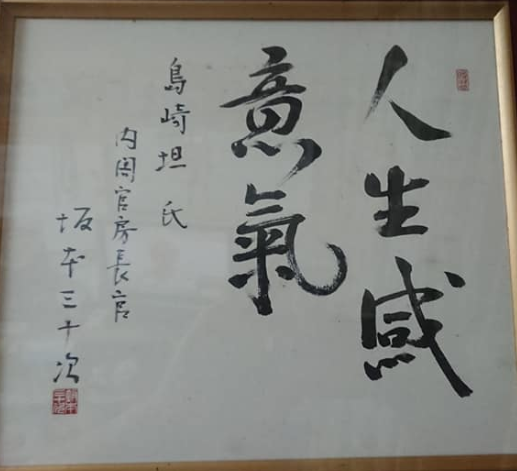 人生感
意氣
島崎坦氏
内閣官房長官
坂本三十次